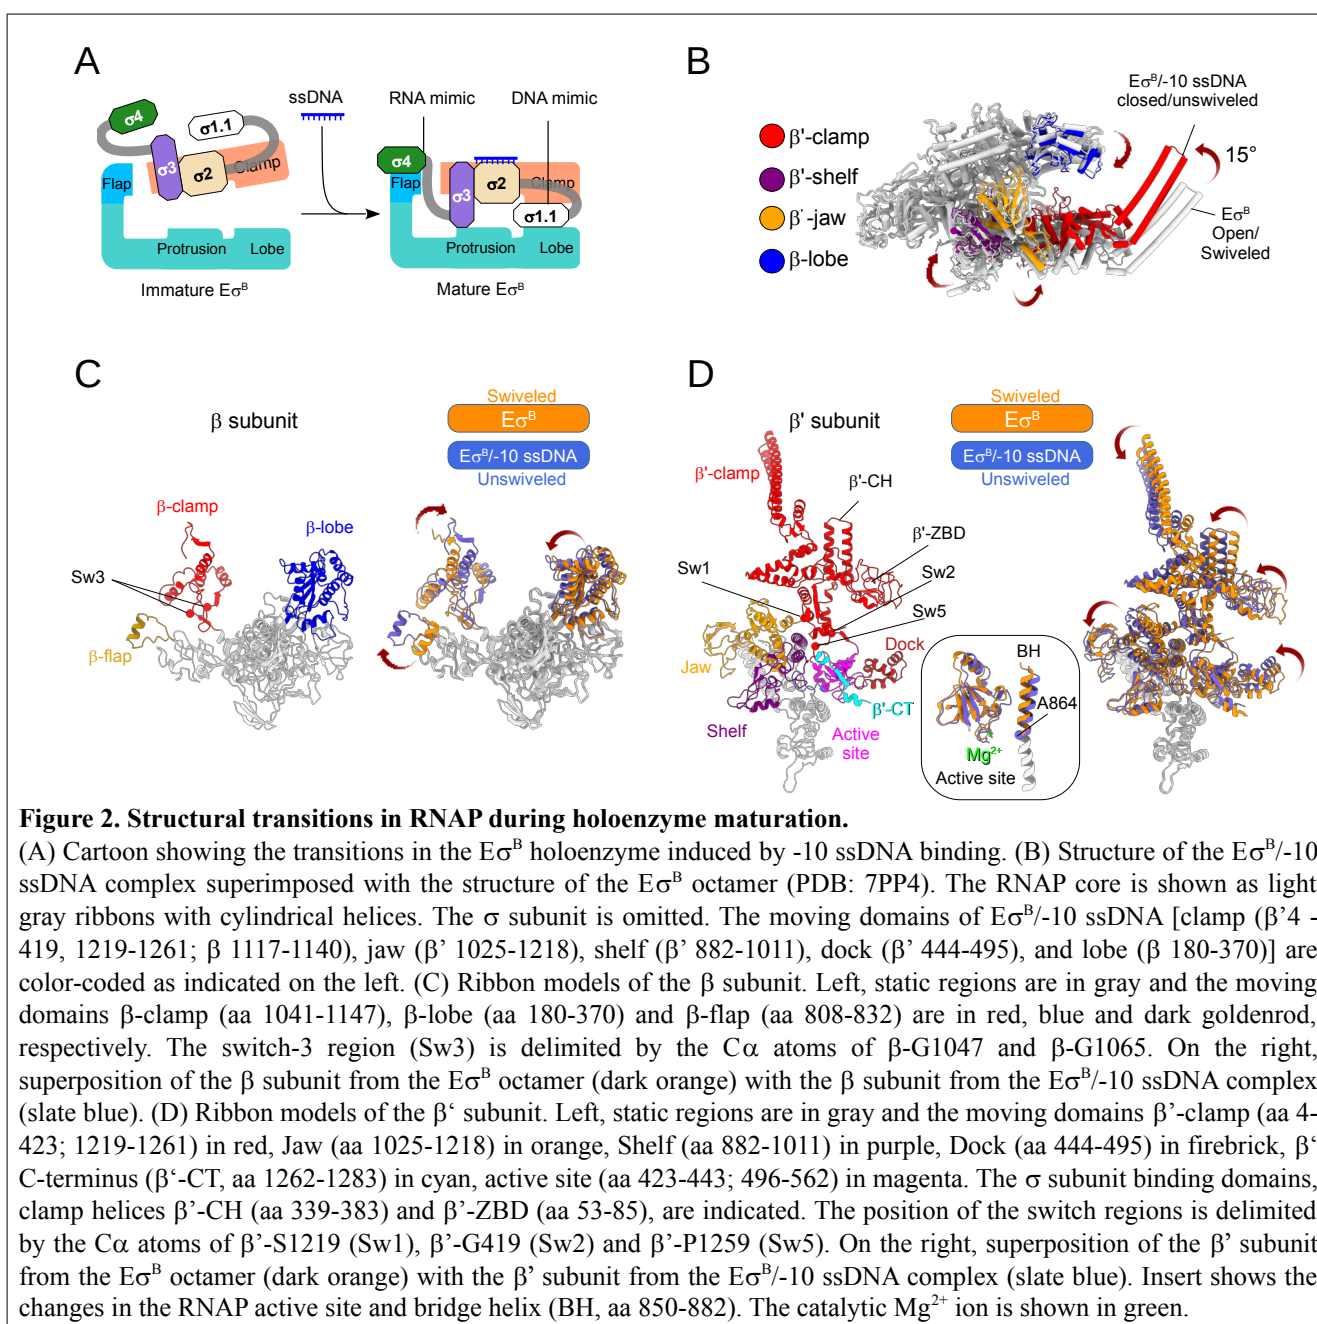 A
ssDNA
RNA mimic
DNA mimic
σ4
σ1.1
σ3
σ2
Clamp
Flap
Protrusion
Lobe
Immature Eσᴮ
σ4
Flap
σ3
σ2
Clamp
σ1.1
Protrusion
Lobe
Mature Eσᴮ
B
β'-clamp
β'-shelf
β'-jaw
β-lobe
Eσᴮ/-10 ssDNA
closed/unswiveled
15°
Eσᴮ
Open/
Swiveled
C
β subunit
Swiveled
Eσᴮ
Eσᴮ/-10 ssDNA
Unswiveled
β-clamp
β-lobe
Sw3
β-flap
D
β' subunit
Swiveled
Eσᴮ
Eσᴮ/-10 ssDNA
Unswiveled
β'-clamp
β'-CH
β'-ZBD
Sw1
Sw2
Sw5
Dock
Jaw
β'-CT
Shelf
Active
site
BH
A864
Mg²⁺
Active site
Figure 2. Structural transitions in RNAP during holoenzyme maturation.
(A) Cartoon showing the transitions in the Eσᴮ holoenzyme induced by -10 ssDNA binding. (B) Structure of the Eσᴮ/-10
ssDNA complex superimposed with the structure of the Eσᴮ octamer (PDB: 7PP4). The RNAP core is shown as light
gray ribbons with cylindrical helices. The σ subunit is omitted. The moving domains of Eσᴮ/-10 ssDNA [clamp (β’4 -
419, 1219-1261; β 1117-1140), jaw (β’ 1025-1218), shelf (β’ 882-1011), dock (β’ 444-495), and lobe (β 180-370)] are
color-coded as indicated on the left. (C) Ribbon models of the β subunit. Left, static regions are in gray and the moving
domains β-clamp (aa 1041-1147), β-lobe (aa 180-370) and β-flap (aa 808-832) are in red, blue and dark goldenrod,
respectively. The switch-3 region (Sw3) is delimited by the Cα atoms of β-G1047 and β-G1065. On the right,
superposition of the β subunit from the Eσᴮ octamer (dark orange) with the β subunit from the Eσᴮ/-10 ssDNA complex
(slate blue). (D) Ribbon models of the β‘ subunit. Left, static regions are in gray and the moving domains β’-clamp (aa 4-
423; 1219-1261) in red, Jaw (aa 1025-1218) in orange, Shelf (aa 882-1011) in purple, Dock (aa 444-495) in firebrick, β‘
C-terminus (β‘-CT, aa 1262-1283) in cyan, active site (aa 423-443; 496-562) in magenta. The σ subunit binding domains,
clamp helices β’-CH (aa 339-383) and β’-ZBD (aa 53-85), are indicated. The position of the switch regions is delimited
by the Cα atoms of β’-S1219 (Sw1), β’-G419 (Sw2) and β’-P1259 (Sw5). On the right, superposition of the β’ subunit
from the Eσᴮ octamer (dark orange) with the β’ subunit from the Eσᴮ/-10 ssDNA complex (slate blue). Insert shows the
changes in the RNAP active site and bridge helix (BH, aa 850-882). The catalytic Mg²⁺ ion is shown in green.